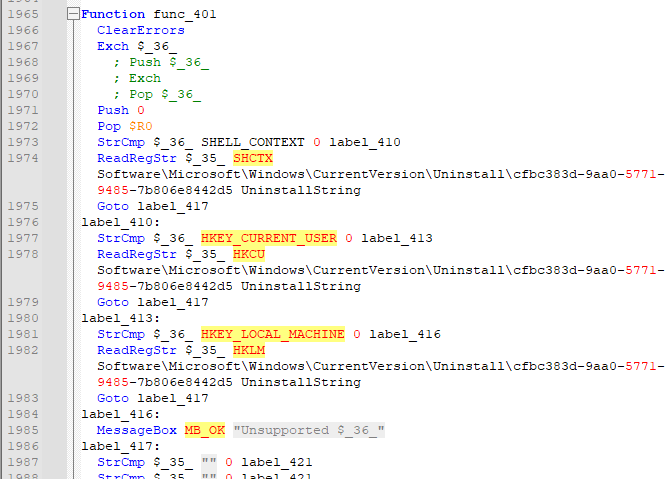 1965 Function func_401
1966 ClearErrors
1967 Exch $_36_
1968 ; Push $_36_
1969 ; Exch
1970 ; Pop $_36_
1971 Push 0
1972 Pop $R0
1973 StrCmp $_36_ SHELL_CONTEXT 0 label_410
1974 ReadRegStr $_35_ SHCTX
Software\Microsoft\Windows\CurrentVersion\Uninstall\cfbc383d-9aa0-5771-
9485-7b806e8442d5 UninstallString
1975 Goto label_417
1976 label_410:
1977 StrCmp $_36_ HKEY_CURRENT_USER 0 label_413
1978 ReadRegStr $_35_ HKCU
Software\Microsoft\Windows\CurrentVersion\Uninstall\cfbc383d-9aa0-5771-
9485-7b806e8442d5 UninstallString
1979 Goto label_417
1980 label_413:
1981 StrCmp $_36_ HKEY_LOCAL_MACHINE 0 label_416
1982 ReadRegStr $_35_ HKLM
Software\Microsoft\Windows\CurrentVersion\Uninstall\cfbc383d-9aa0-5771-
9485-7b806e8442d5 UninstallString
1983 Goto label_417
1984 label_416:
1985 MessageBox MB_OK "Unsupported $_36_"
1986 label_417:
1987 StrCmp $_35_ "" 0 label_421